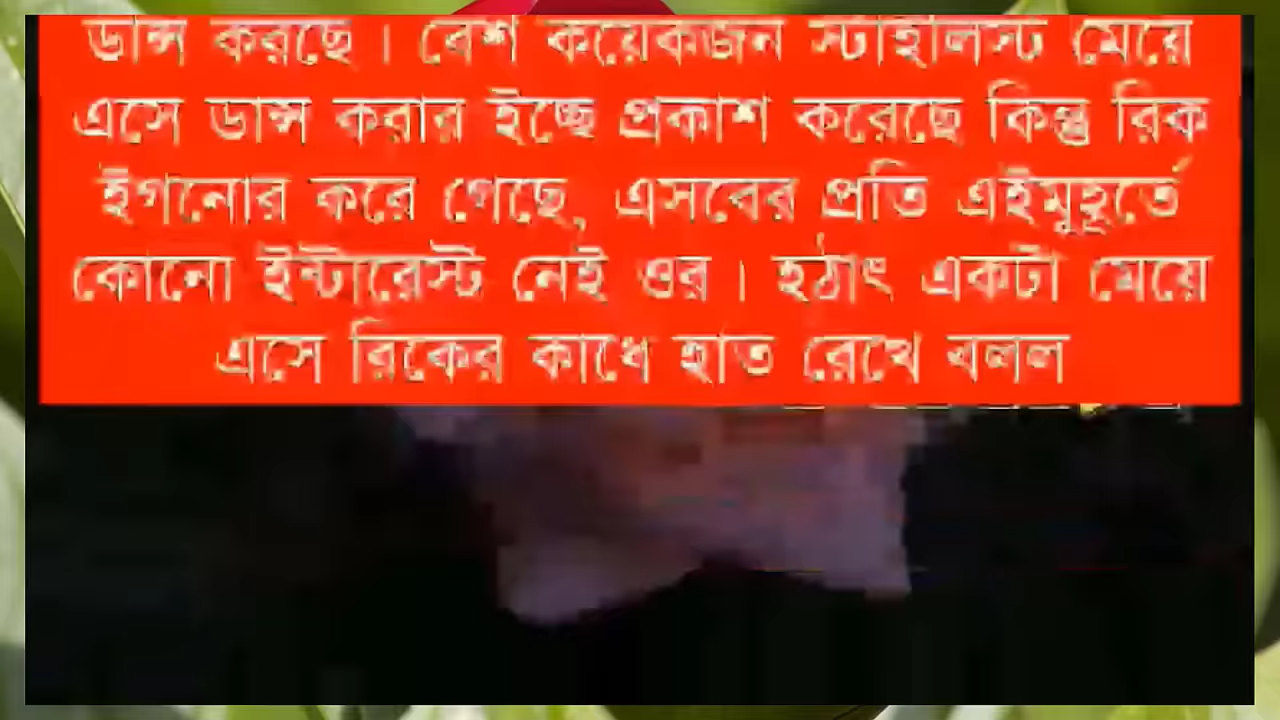 ডান্স করছে । বেশ কয়েকজন স্টাইলিস্ট মেয়ে
এসে ডান্স করার ইচ্ছে প্রকাশ করেছে কিন্তু রিক
ইগনোর করে গেছে, এসবের প্রতি এইমুহূর্তে
কোনো ইন্টারেস্ট নেই ওর । হঠাৎ একটা মেয়ে
এসে রিকের কাধে হাত রেখে বলল